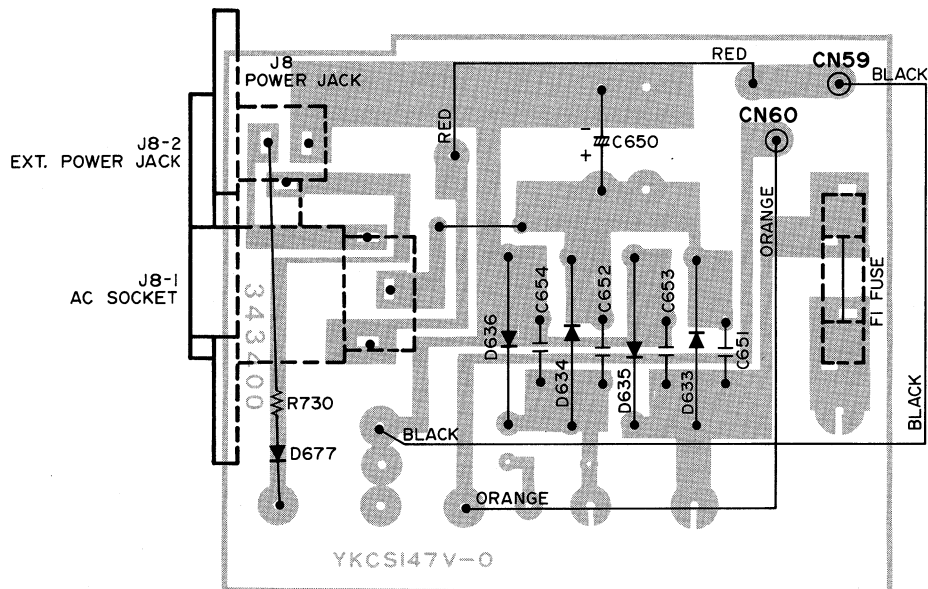 J8
POWER JACK
RED
CN59
BLACK
CN60
J8-2
EXT. POWER JACK
RED
-
+
C650
ORANGE
J8-1
AC SOCKET
343400
D636
C654
D634
C652
D635
C653
D633
C651
F1 FUSE
R730
BLACK
BLACK
D677
ORANGE
YKCS147V-0